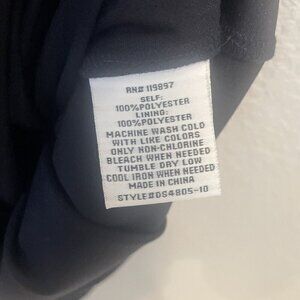 RN# 119897
SELF:
100%POLYESTER
LINING:
100%POLYESTER
MACHINE WASH COLD
WITH LIKE COLORS
ONLY NON-CHLORINE
BLEACH WHEN NEEDED
TUMBLE DRY LOW
COOL IRON WHEN NEEDED
MADE IN CHINA
STYLE#DS4805-10